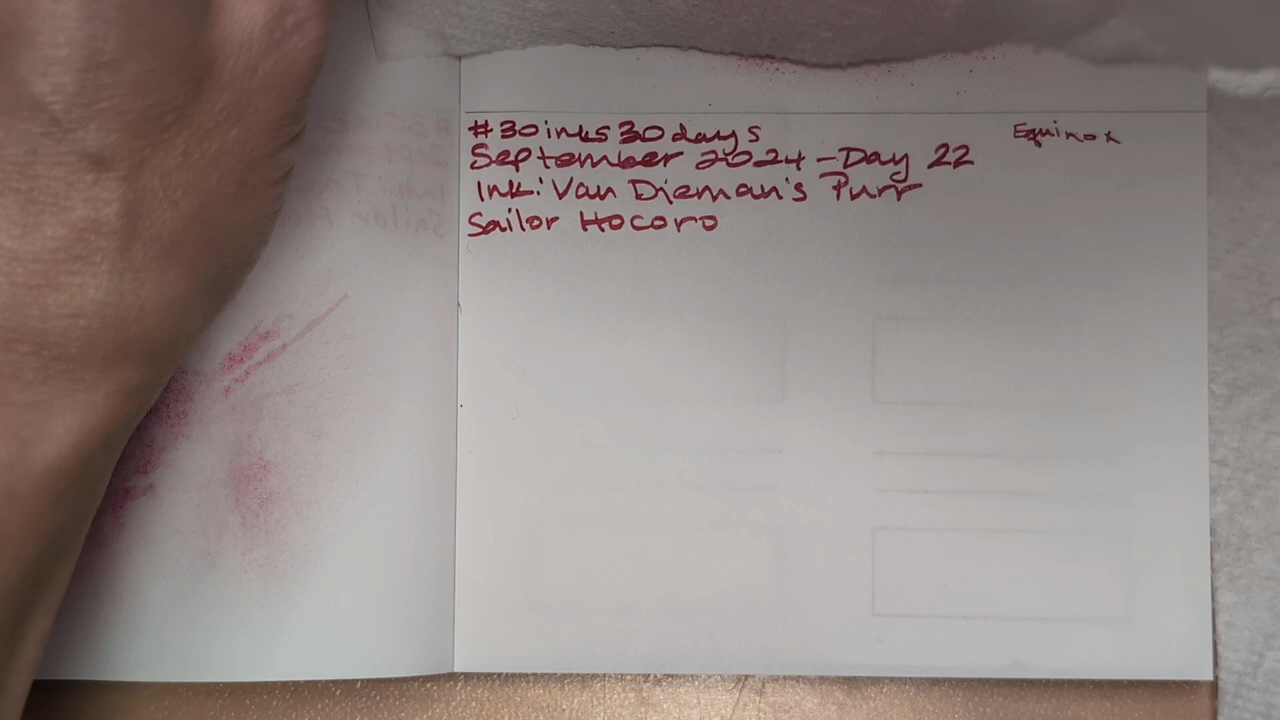 #30inks30days
Equinox
September 2024 - Day 22
Ink: Van Dieman's Purr
Sailor Hocoro